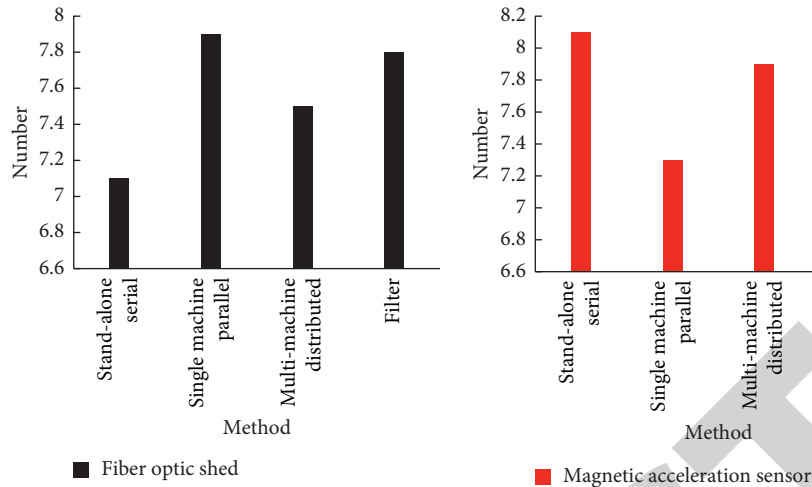 8
7.8
7.6
7.4
7.2
7
6.8
6.6
Number
Stand-alone
serial
Single machine
parallel
Multi-machine
distributed
Filter
Method
Fiber optic shed
8.2
8
7.8
7.6
7.4
7.2
7
6.8
6.6
Number
Stand-alone
serial
Single machine
parallel
Multi-machine
distributed
Method
Magnetic acceleration sensor